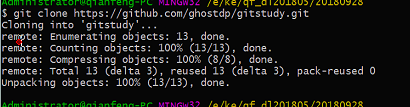 Administrator@qianfeng-PC MINGW32 /e/ke/qf_dl201805/20180928
$ git clone https://github.com/ghostdp/gitstudy.git
Cloning into 'gitstudy'...
remote: Enumerating objects: 13, done.
remote: Counting objects: 100% (13/13), done.
remote: Compressing objects: 100% (8/8), done.
remote: Total 13 (delta 3), reused 13 (delta 3), pack-reused 0
Unpacking objects: 100% (13/13), done.
Administrator@qianfeng-PC MINGW32 /e/ke/qf_dl201805/20180928